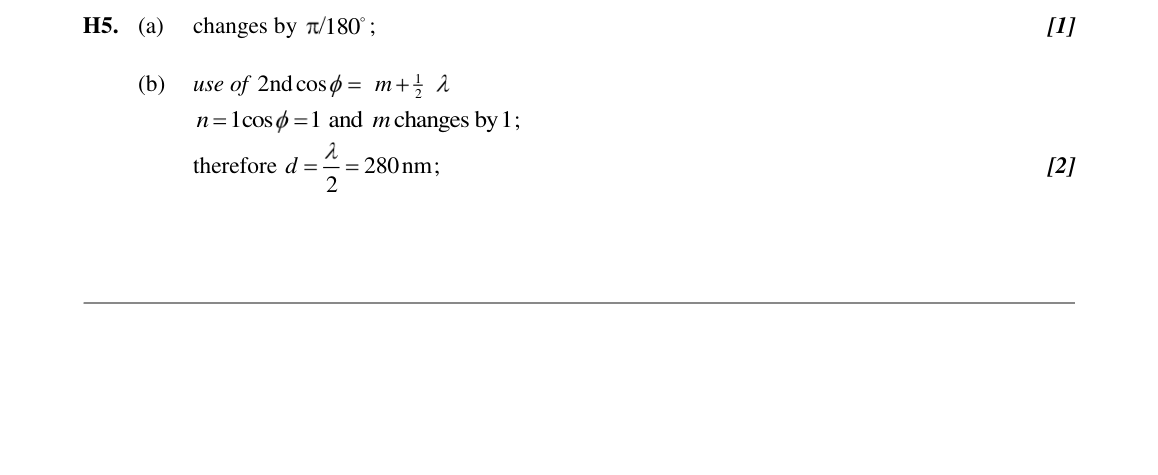 H5. (a) changes by π/180°; [1]
(b) use of 2nd cos ϕ = m + ½ λ
n = 1 cos ϕ = 1 and m changes by 1;
therefore d = λ/2 = 280 nm; [2]